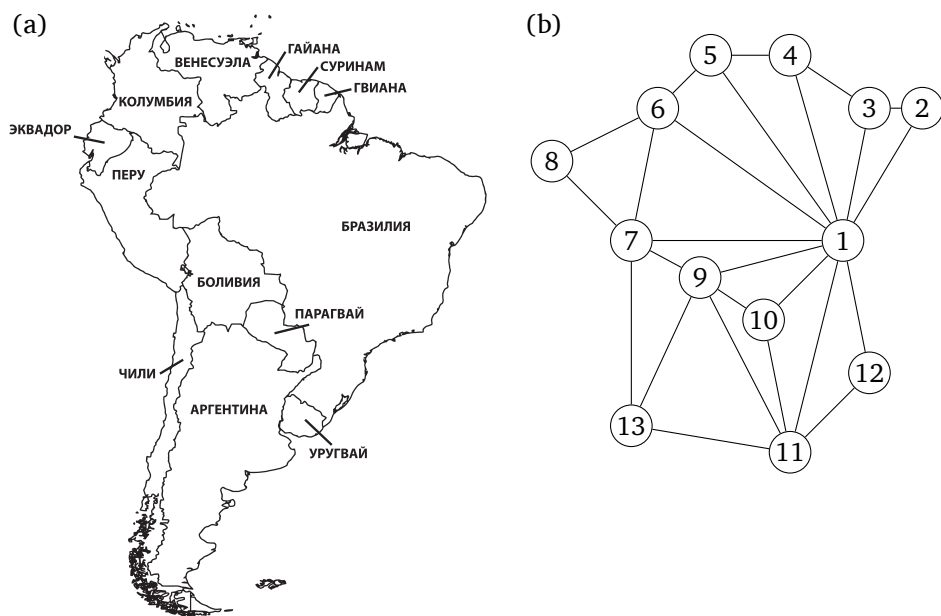 (a)
ГАЙАНА
ВЕНЕСУЭЛА
СУРИНАМ
ГВИАНА
КОЛУМБИЯ
ЭКВАДОР
ПЕРУ
БРАЗИЛИЯ
БОЛИВИЯ
ПАРАГВАЙ
ЧИЛИ
АРГЕНТИНА
УРУГВАЙ
(b)
5
4
6
3
2
8
7
1
9
10
12
13
11